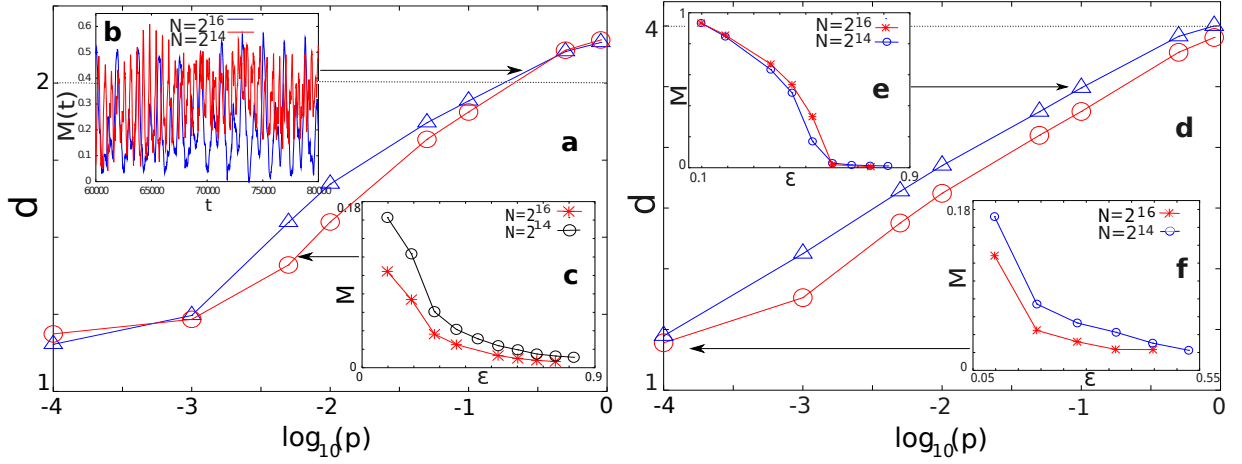 b
N=2^16
N=2^14
0.6
0.5
0.4
0.3
0.2
0.1
0
M(t)
60000 65000 70000 75000 80000
t
a
2
d
1
-4 -3 -2 -1 0
log10(p)
c
N=2^16
N=2^14
0.18
M
0
0 0.9
ε
e
N=2^16
N=2^14
1
M
0
0.1 0.9
ε
4
d
d
1
-4 -3 -2 -1 0
log10(p)
f
N=2^16
N=2^14
0.18
M
0
0.05 0.55
ε